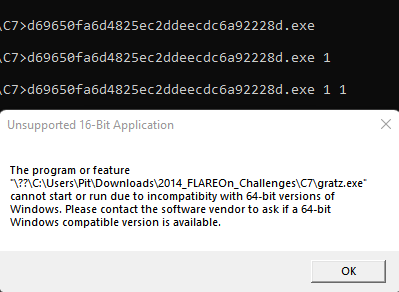 \C7>d69650fa6d4825ec2ddeecdc6a92228d.exe
\C7>d69650fa6d4825ec2ddeecdc6a92228d.exe 1
\C7>d69650fa6d4825ec2ddeecdc6a92228d.exe 1 1
Unsupported 16-Bit Application
The program or feature
"\??\C:\Users\Pit\Downloads\2014_FLAREOn_Challenges\C7\gratz.exe"
cannot start or run due to incompatibity with 64-bit versions of
Windows. Please contact the software vendor to ask if a 64-bit
Windows compatible version is available.
OK